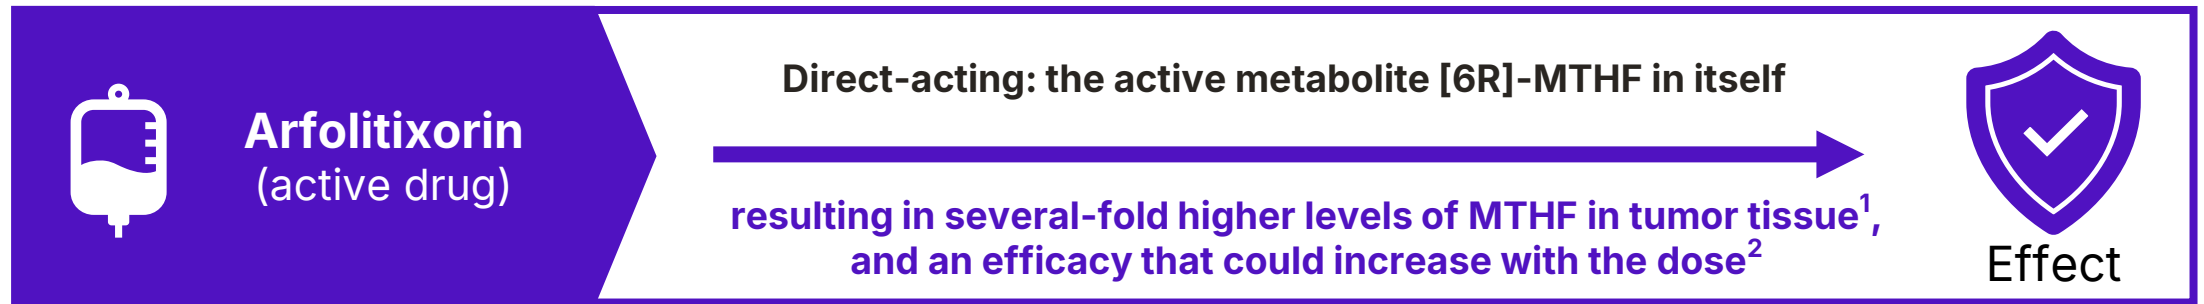 Arfolitixorin
(active drug)
Direct-acting: the active metabolite [6R]-MTHF in itself
resulting in several-fold higher levels of MTHF in tumor tissue¹,
and an efficacy that could increase with the dose²
Effect